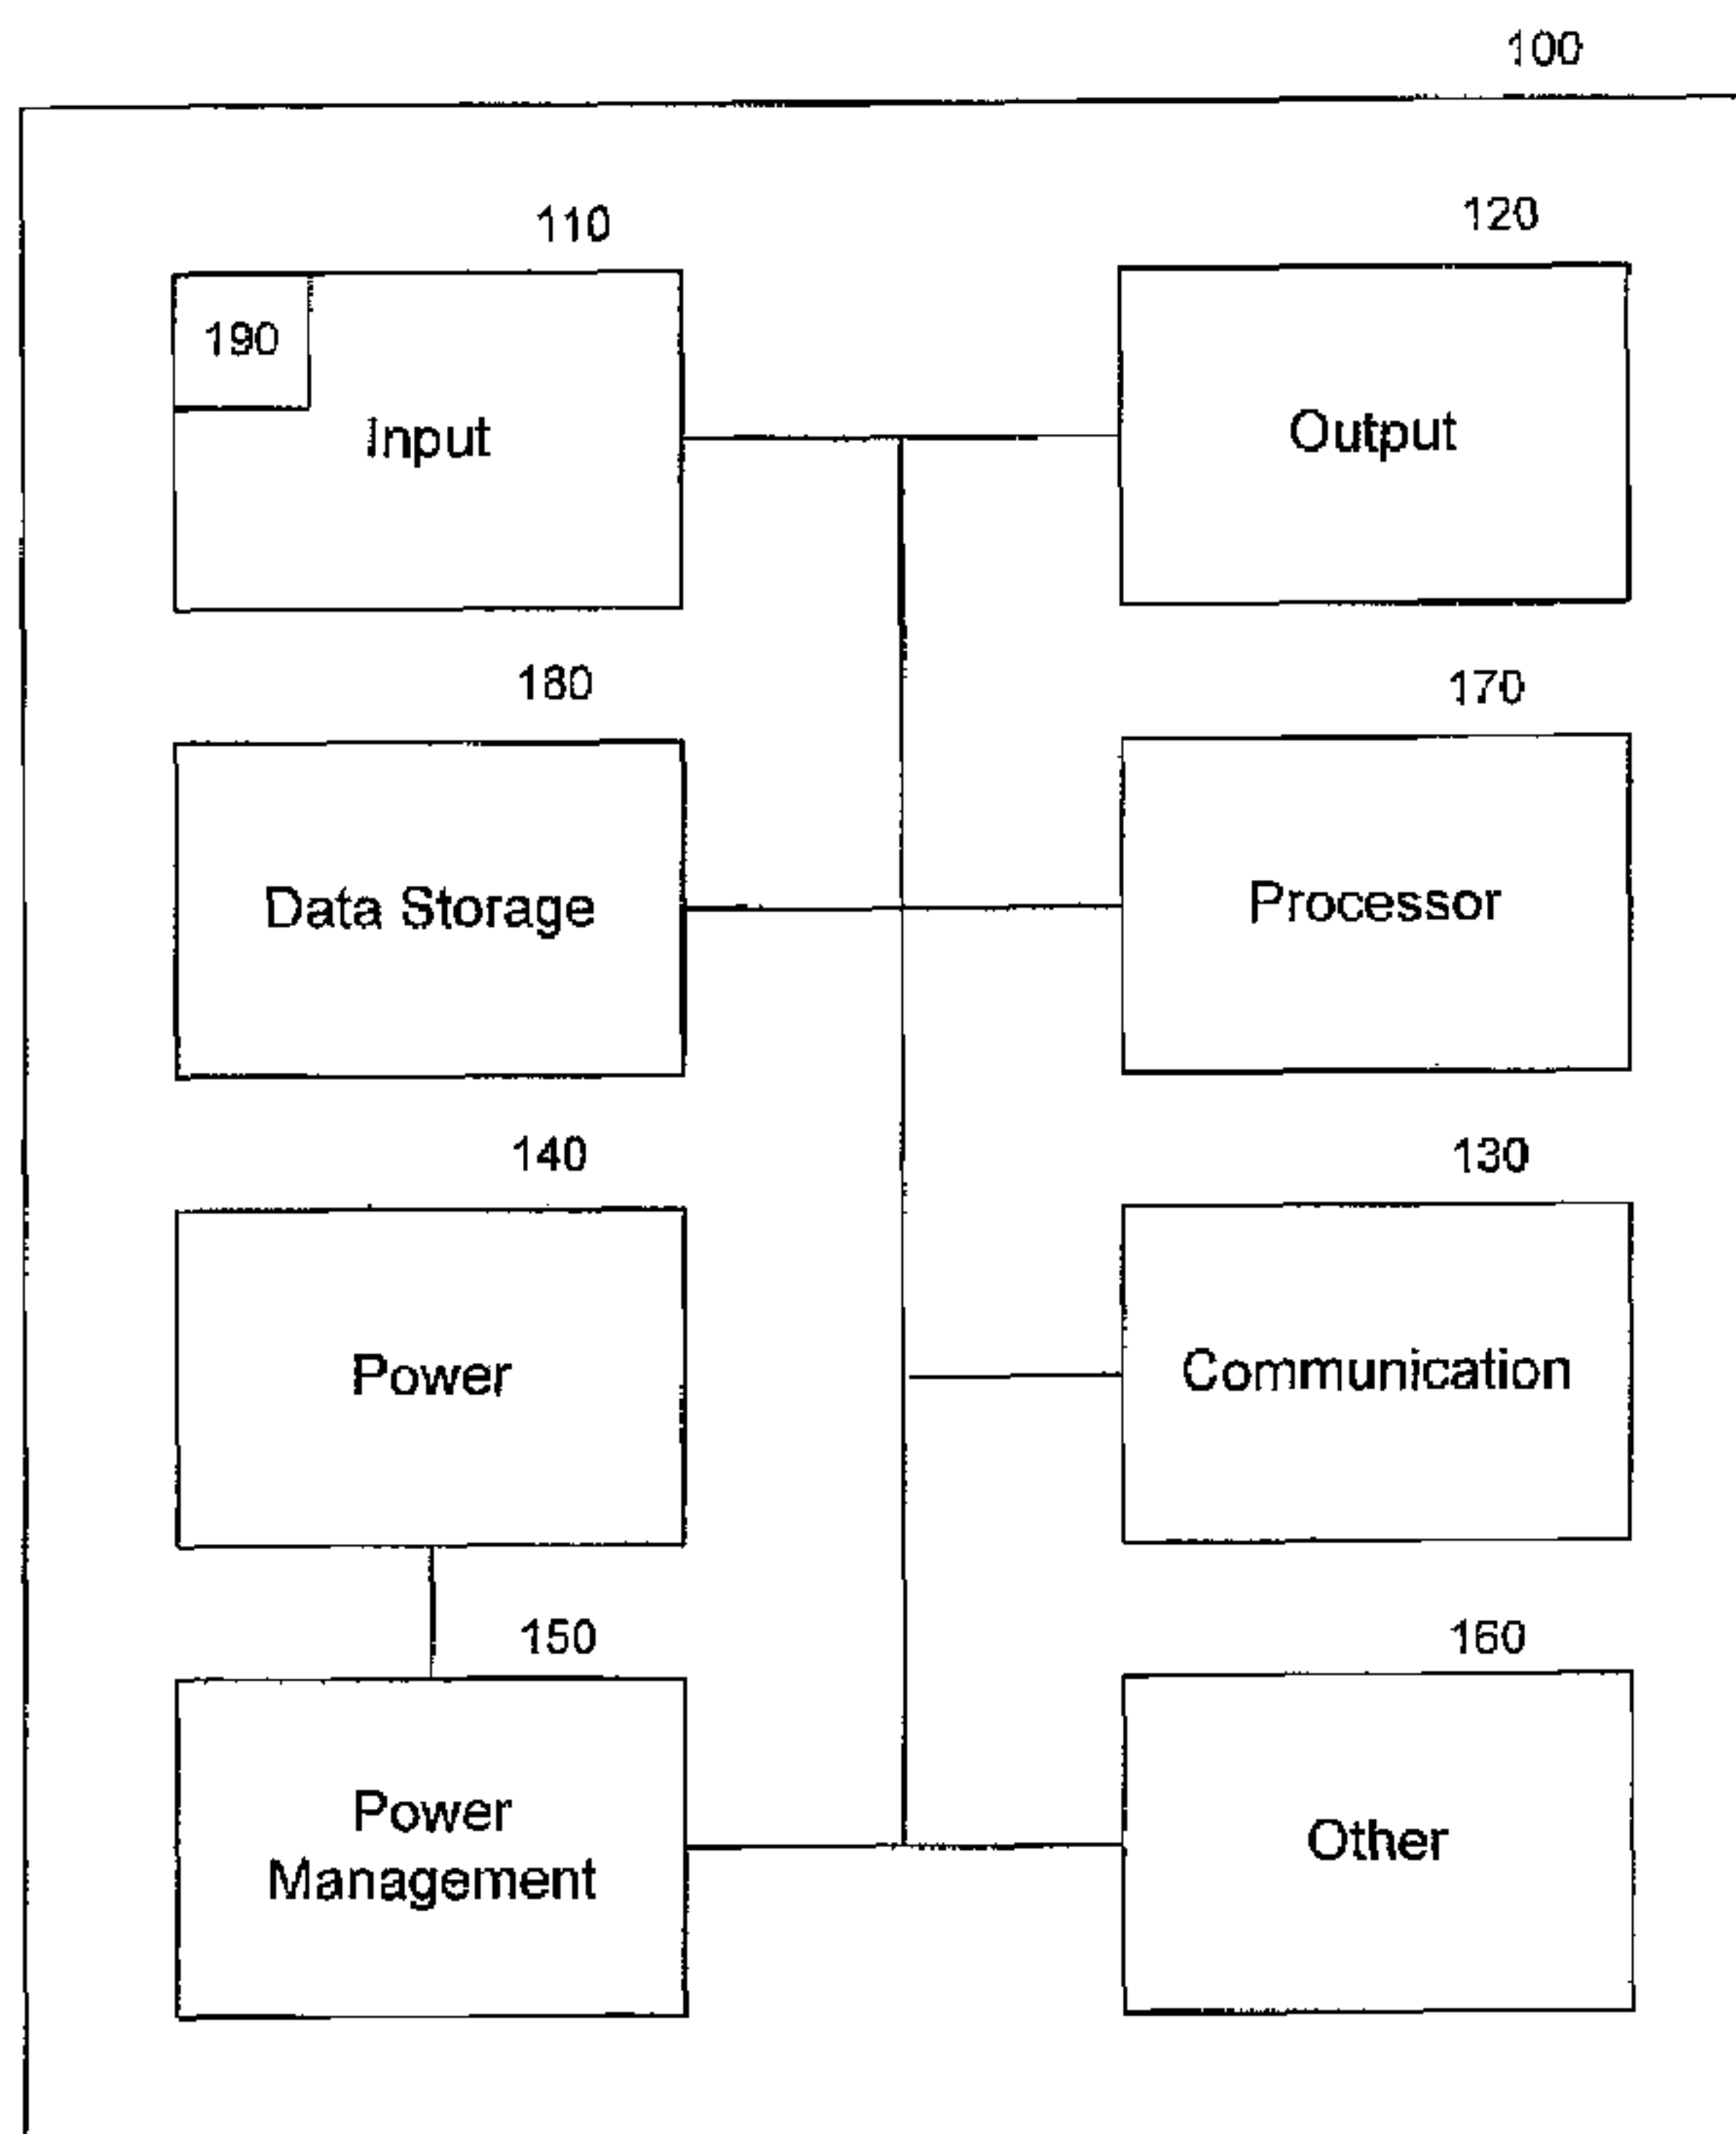 100
110
120
190
Input
Output
180
170
Data Storage
Processor
140
130
Power
Communication
150
160
Power
Management
Other